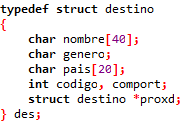 typedef struct destino
{
char nombre[40];
char genero;
char pais[20];
int codigo, comport;
struct destino *proxd;
} des;